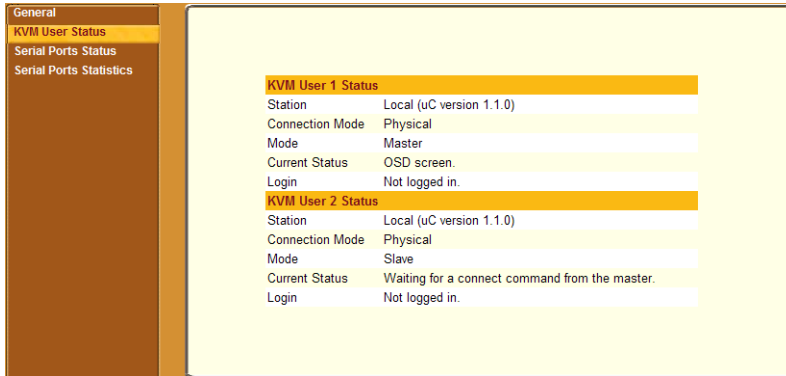 General
KVM User Status
Serial Ports Status
Serial Ports Statistics
KVM User 1 Status
Station Local (uC version 1.1.0)
Connection Mode Physical
Mode Master
Current Status OSD screen.
Login Not logged in.
KVM User 2 Status
Station Local (uC version 1.1.0)
Connection Mode Physical
Mode Slave
Current Status Waiting for a connect command from the master.
Login Not logged in.